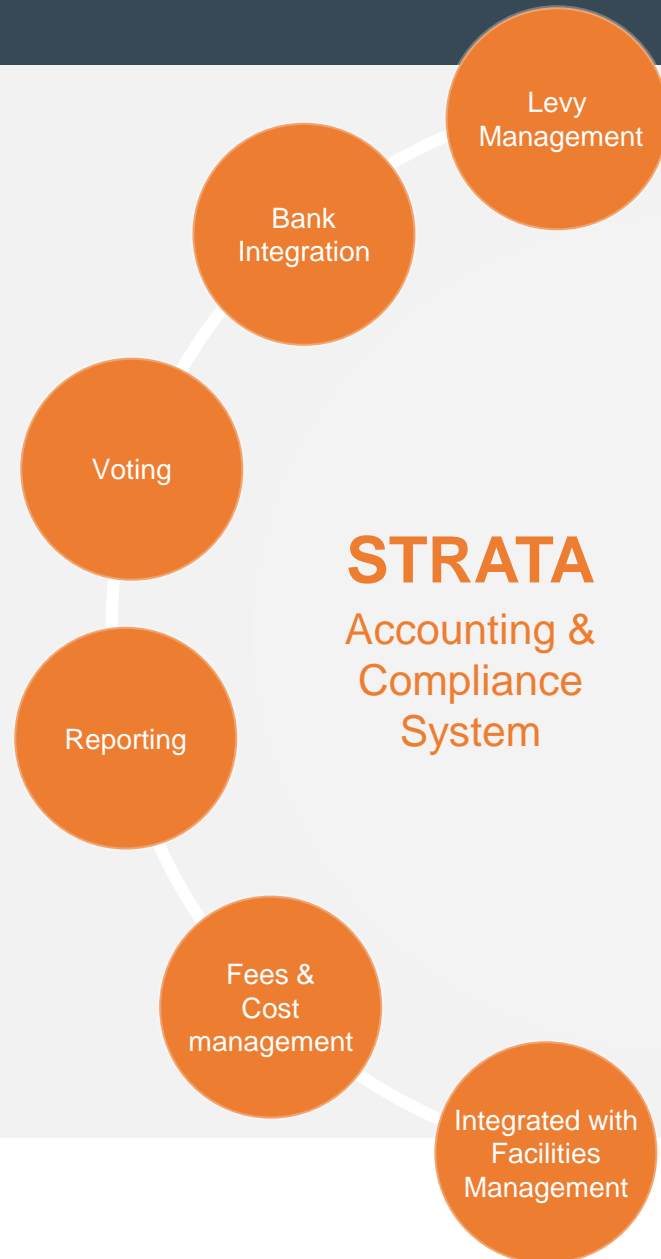 Levy
Management
Bank
Integration
Voting
STRATA
Accounting &
Compliance
System
Reporting
Fees &
Cost
management
Integrated with
Facilities
Management